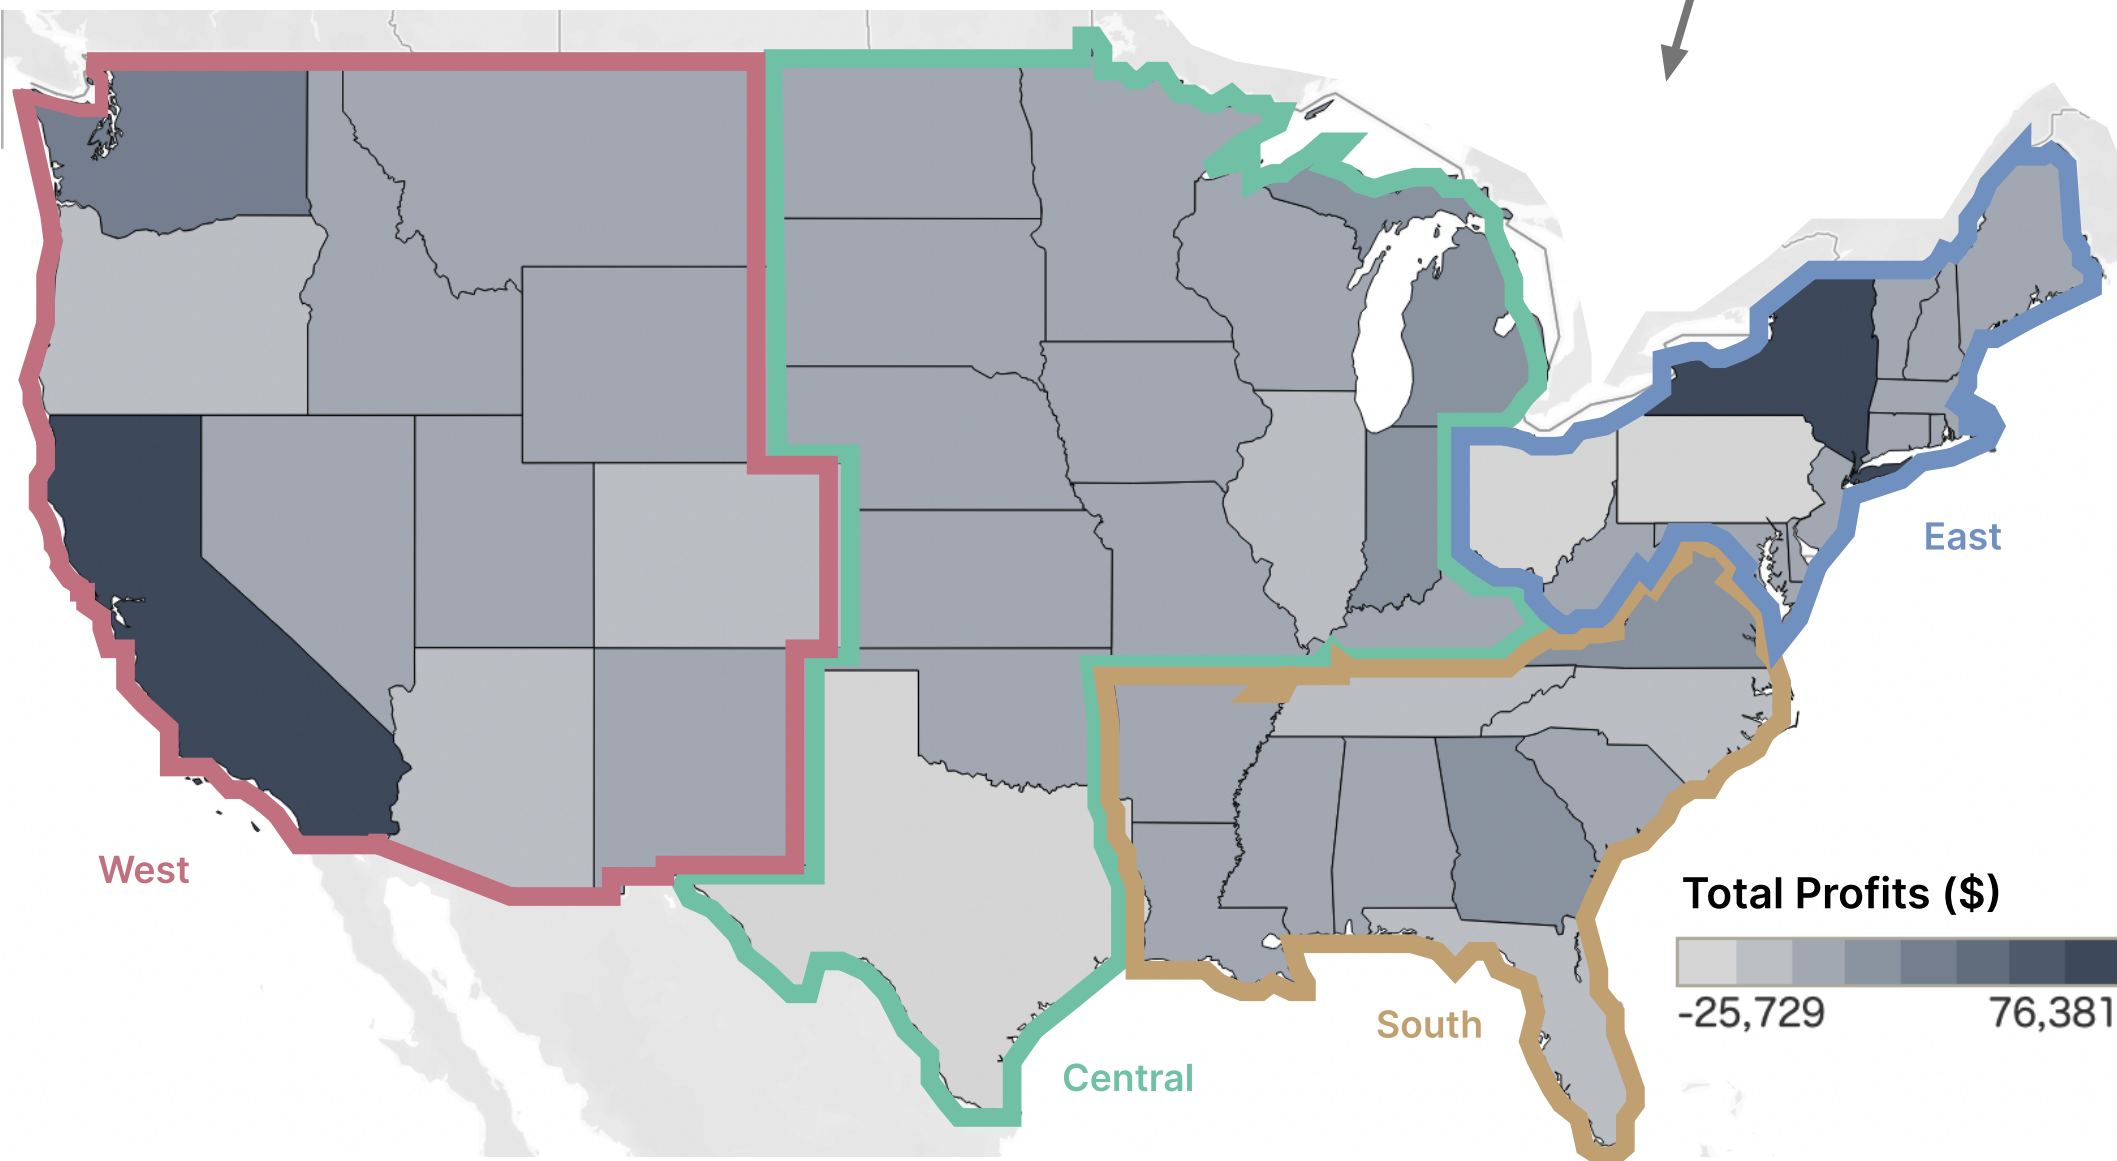 East
West
Total Profits ($)
-25,729 76,381
South
Central